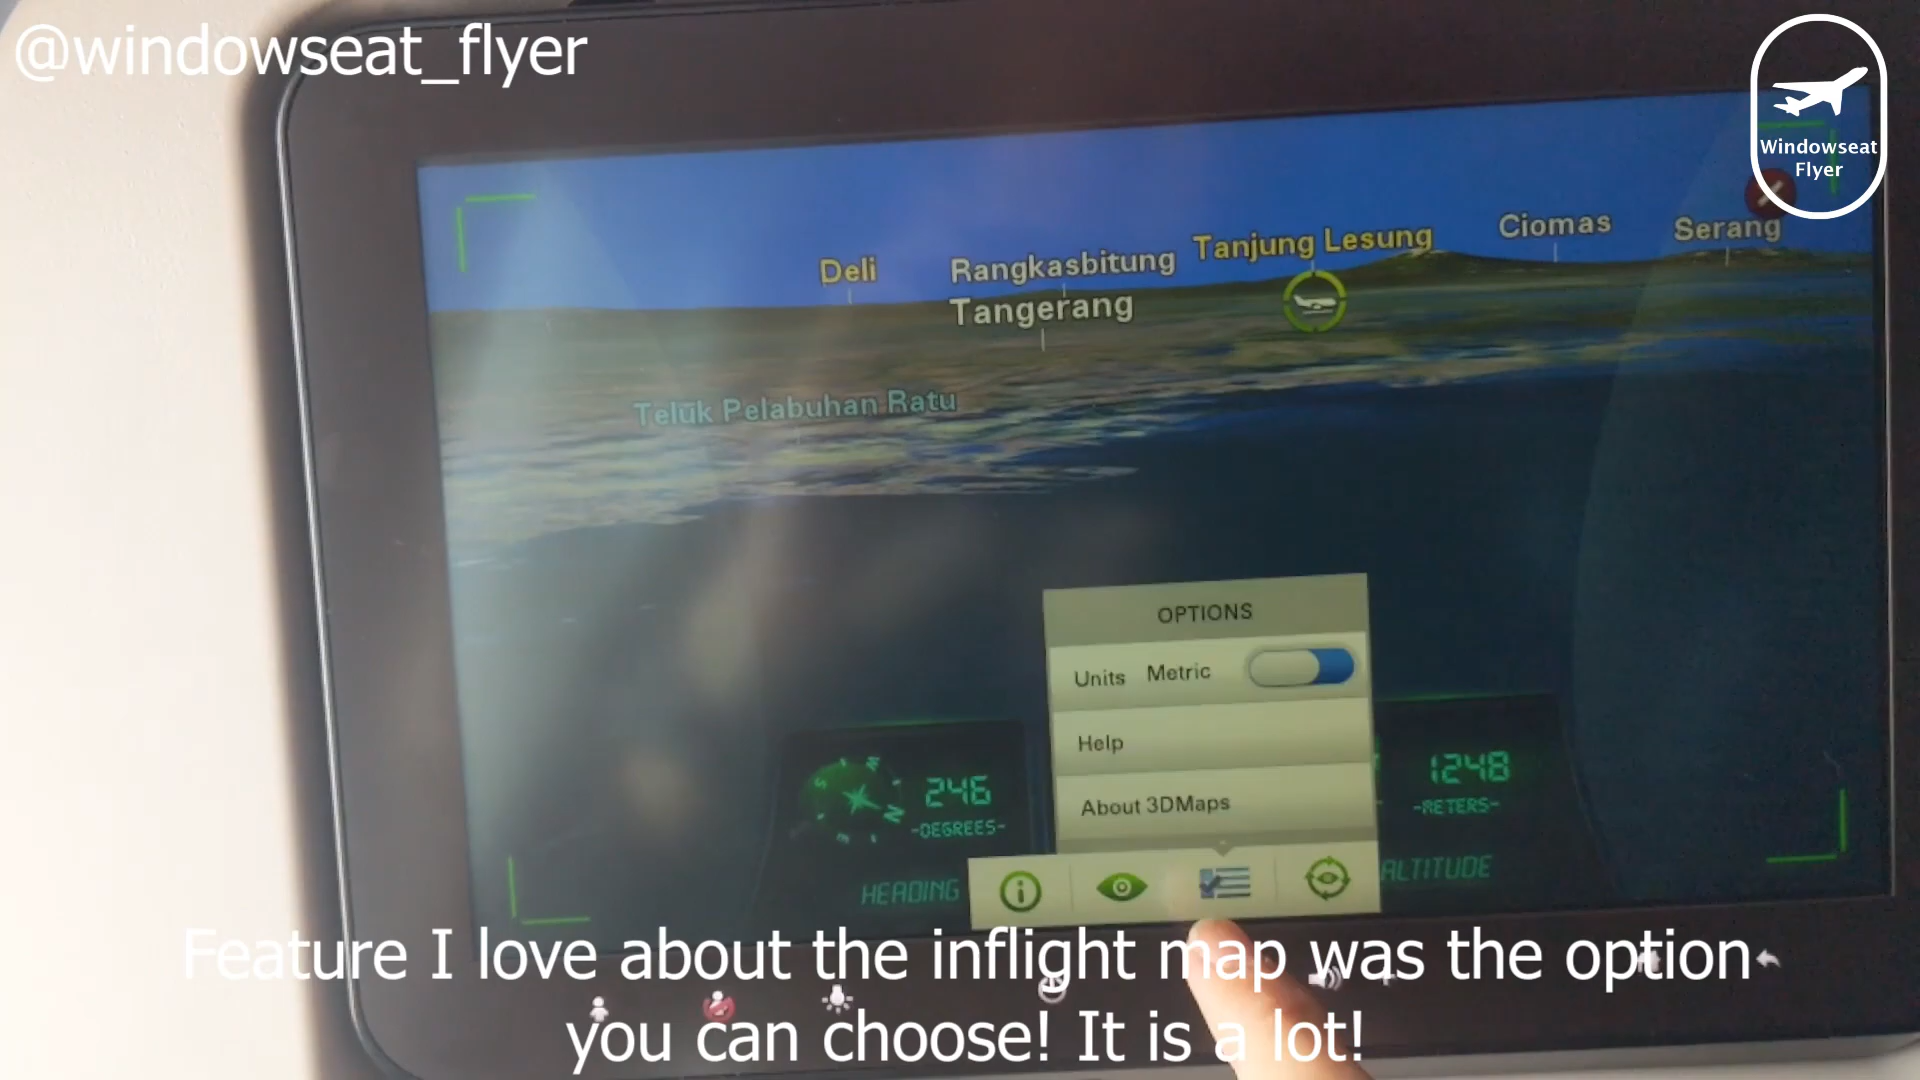 @windowseat_flyer
Windowseat
Flyer
Deli
Rangkasbitung
Tanjung Lesung
Ciomas
Serang
Tangerang
Teluk Pelabuhan Ratu
OPTIONS
Units Metric
Help
About 3DMaps
246
-DEGREES-
HEADING
1248
-METERS-
ALTITUDE
Feature I love about the inflight map was the option
you can choose! It is a lot!